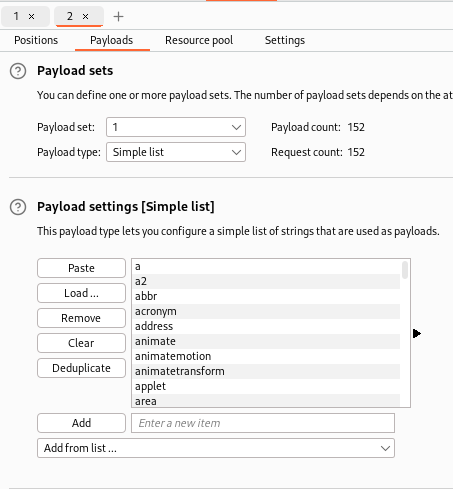 1 × 2 × +
Positions Payloads Resource pool Settings
? Payload sets
You can define one or more payload sets. The number of payload sets depends on the at
Payload set: 1 Payload count: 152
Payload type: Simple list Request count: 152
? Payload settings [Simple list]
This payload type lets you configure a simple list of strings that are used as payloads.
Paste
Load ...
Remove
Clear
Deduplicate
a
a2
abbr
acronym
address
animate
animatemotion
animatetransform
applet
area
Add Enter a new item
Add from list ...